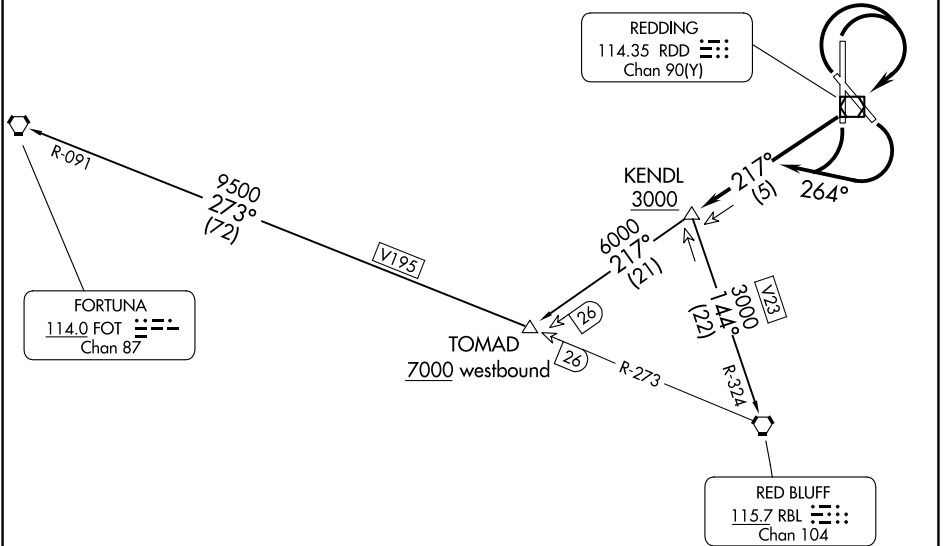 REDDING
114.35 RDD
Chan 90(Y)
R-091
9500
273°
(72)
V195
FORTUNA
114.0 FOT
Chan 87
KENDL
3000
217°
(5)
264°
6000
217°
(21)
V23
3000
144°
(22)
26
TOMAD
7000 westbound
26
R-273
R-324
RED BLUFF
115.7 RBL
Chan 104